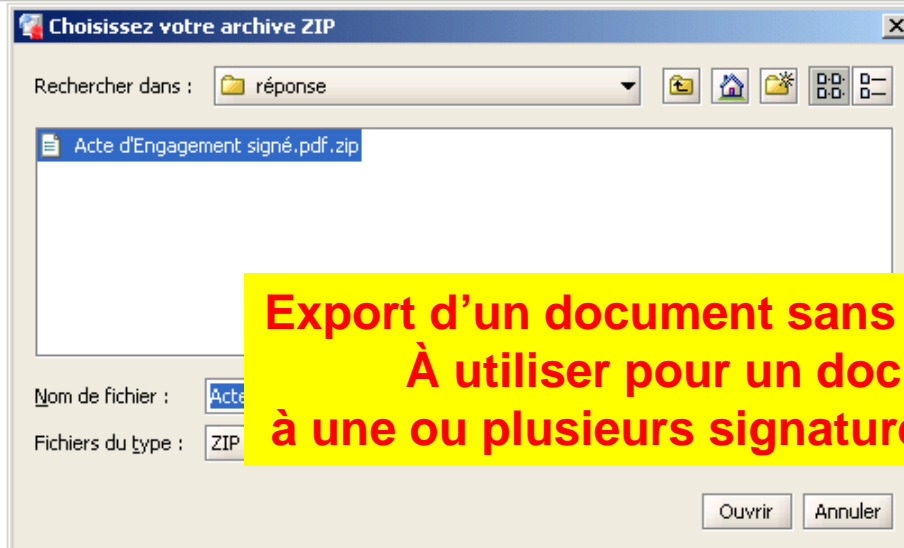 Choisissez votre archive ZIP
Rechercher dans : réponse
Acte d'Engagement signé.pdf.zip
Export d'un document sans
À utiliser pour un doc
à une ou plusieurs signature
Nom de fichier : Acte
Fichiers du type : ZIP
Ouvrir Annuler